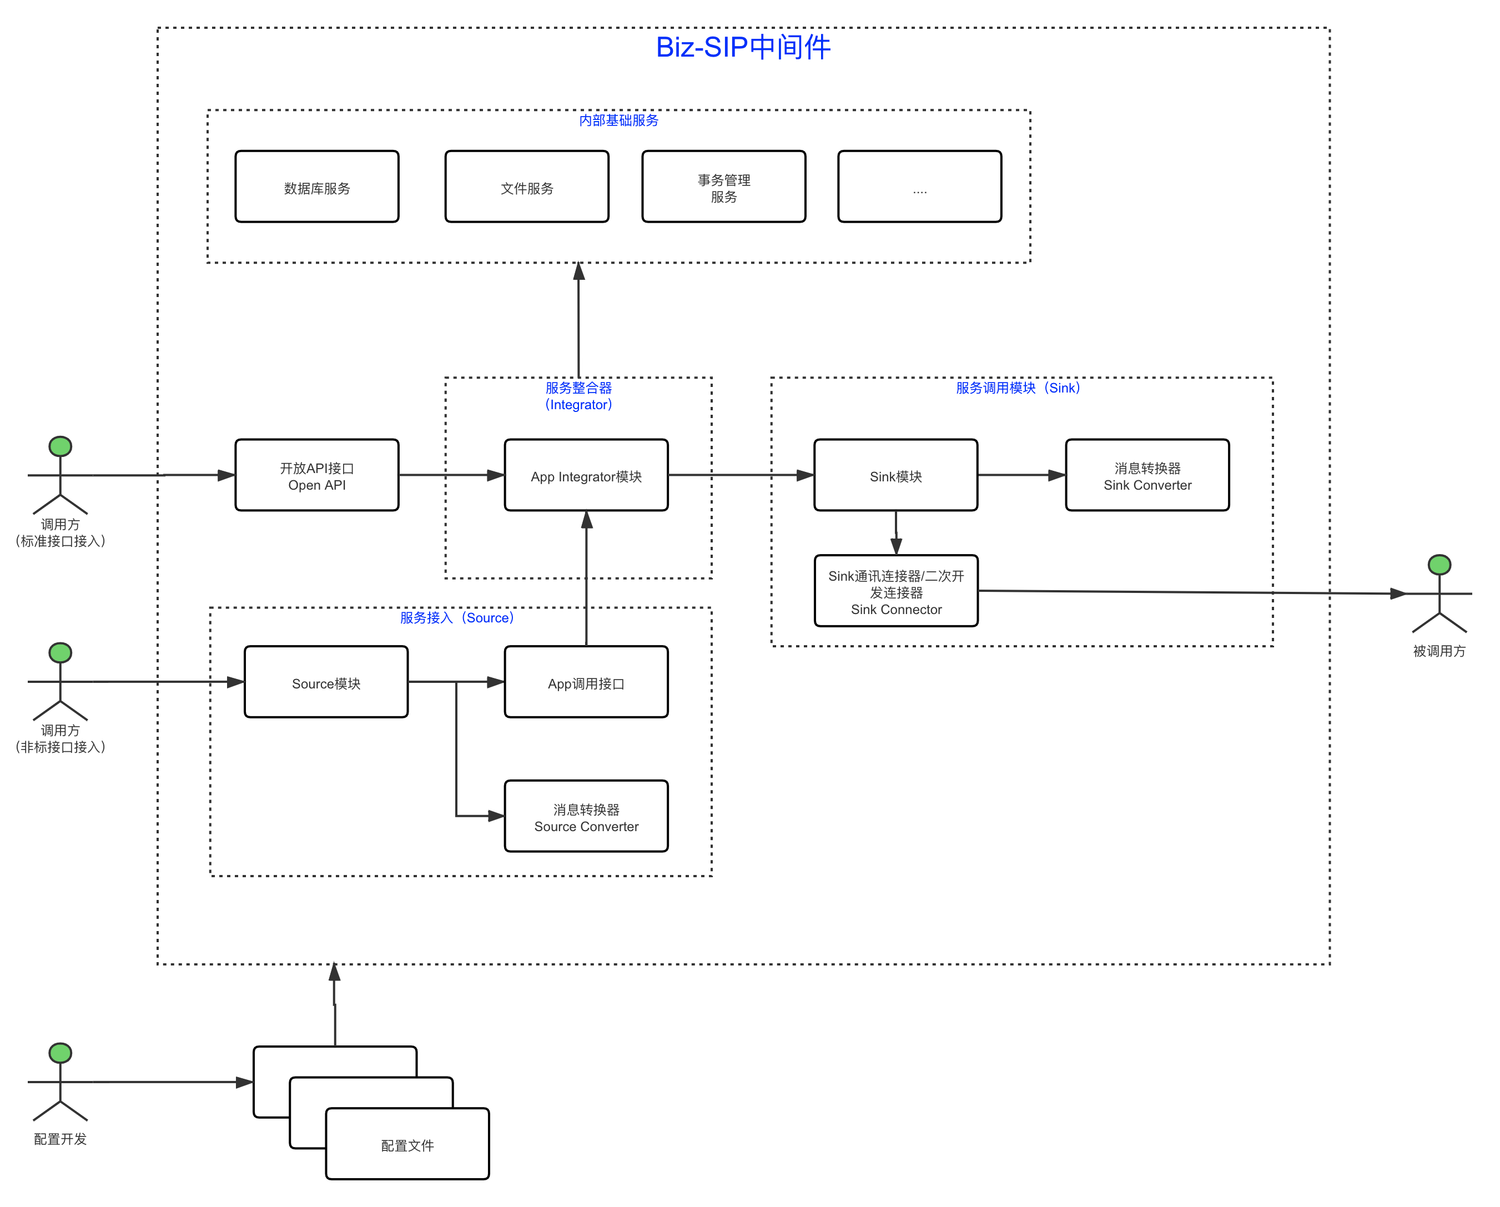 Biz-SIP中间件
内部基础服务
数据库服务
文件服务
事务管理
服务
....
服务整合器
（Integrator）
服务调用模块（Sink）
开放API接口
Open API
App Integrator模块
Sink模块
消息转换器
Sink Converter
调用方
（标准接口接入）
Sink通讯连接器/二次开
发连接器
Sink Connector
被调用方
服务接入（Source）
Source模块
App调用接口
调用方
（非标接口接入）
消息转换器
Source Converter
配置开发
配置文件